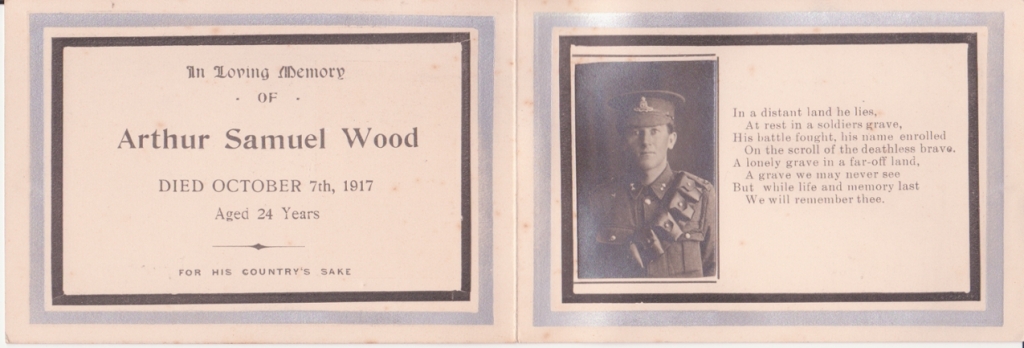 In Loving Memory
· OF ·
Arthur Samuel Wood
DIED OCTOBER 7th, 1917
Aged 24 Years
FOR HIS COUNTRY'S SAKE
In a distant land he lies,
At rest in a soldiers grave,
His battle fought, his name enrolled
On the scroll of the deathless brave.
A lonely grave in a far-off land,
A grave we may never see
But while life and memory last
We will remember thee.